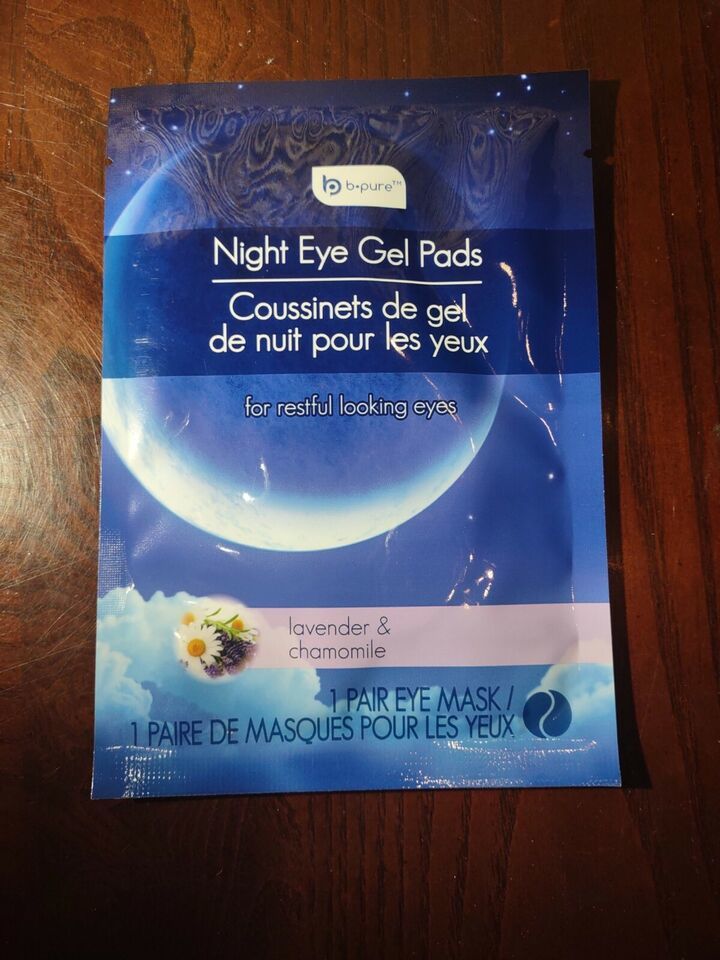 b•pure™
Night Eye Gel Pads
Coussinets de gel
de nuit pour les yeux
for restful looking eyes
lavender &
chamomile
1 PAIR EYE MASK /
1 PAIRE DE MASQUES POUR LES YEUX